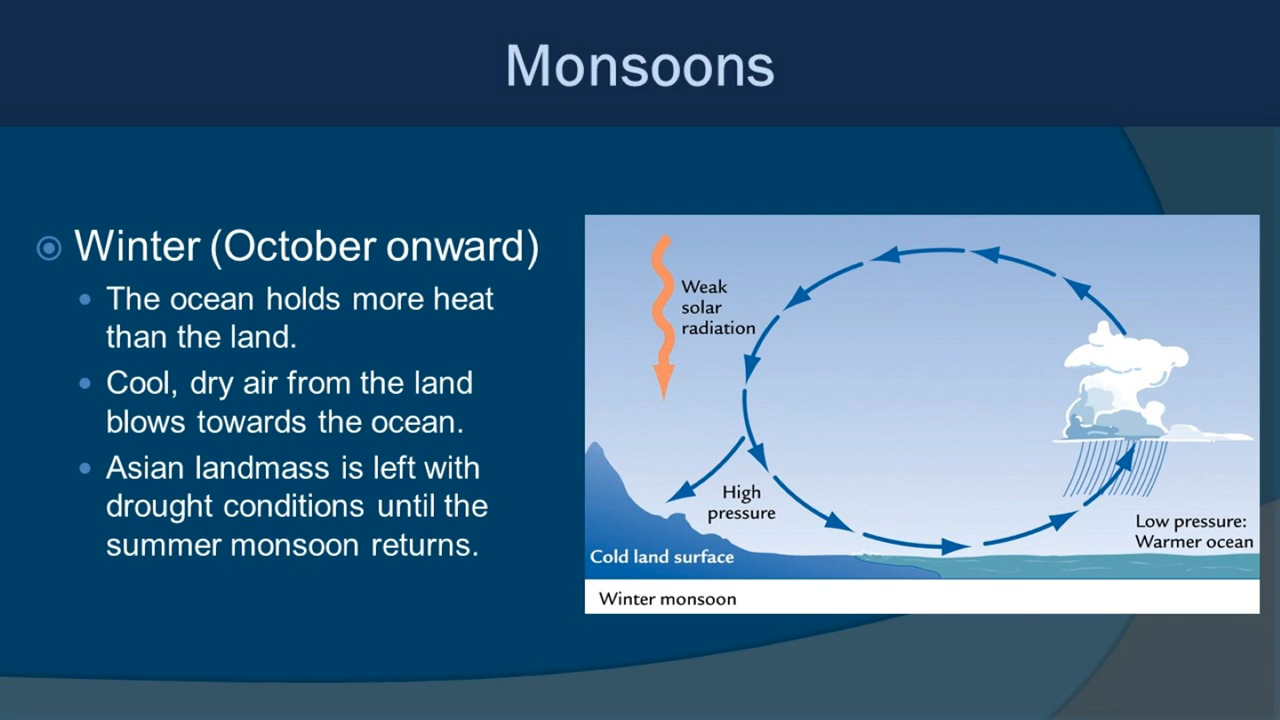 Monsoons
Winter (October onward)
The ocean holds more heat
than the land.
Cool, dry air from the land
blows towards the ocean.
Asian landmass is left with
drought conditions until the
summer monsoon returns.
Weak
solar
radiation
High
pressure
Low pressure:
Warmer ocean
Cold land surface
Winter monsoon